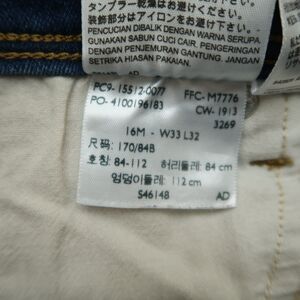 タンブラー乾燥はお避け下さい。
装飾部分はアイロンをお避け下さい。
PENCUCIAN DIBALIK DENGAN WARNA SERUPA.
GUNAKAN SABUN CUCI CAIR. PENGERINGAN
DENGAN PENJEMURAN GANTUNG. JANGAN
SETRIKA HIASAN PAKAIAN.
AD
PC9-15512-0077 FFC-M7776
PO-4100196183 CW-1913
3269
16M - W33 L32
尺码: 170/84B
호칭: 84-112 허리둘레: 84 cm
엉덩이둘레: 112 cm
S46148 AD